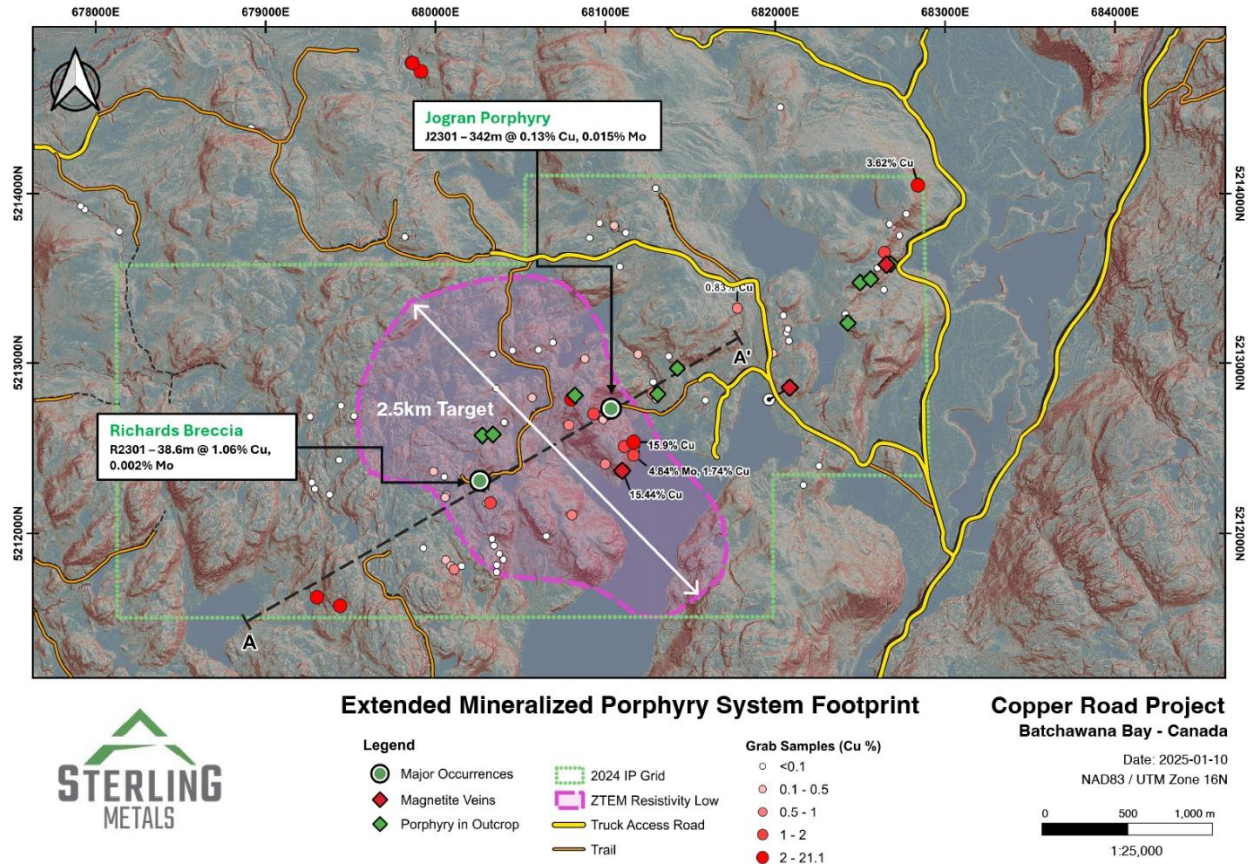 678000E 679000E 680000E 681000E 682000E 683000E 684000E
5214000N
5213000N
5212000N
5214000N
5213000N
5212000N
Jogran Porphyry
J2301 – 342m @ 0.13% Cu, 0.015% Mo
3.62% Cu
0.83% Cu
A'
2.5km Target
Richards Breccia
R2301 – 38.6m @ 1.06% Cu,
0.002% Mo
15.9% Cu
4.84% Mo, 1.74% Cu
15.44% Cu
A
STERLING
METALS
Extended Mineralized Porphyry System Footprint
Legend
Major Occurrences
Magnetite Veins
Porphyry in Outcrop
2024 IP Grid
ZTEM Resistivity Low
Truck Access Road
Trail
Grab Samples (Cu %)
<0.1
0.1 - 0.5
0.5 - 1
1 - 2
2 - 21.1
Copper Road Project
Batchawana Bay - Canada
Date: 2025-01-10
NAD83 / UTM Zone 16N
0 500 1,000 m
1:25,000